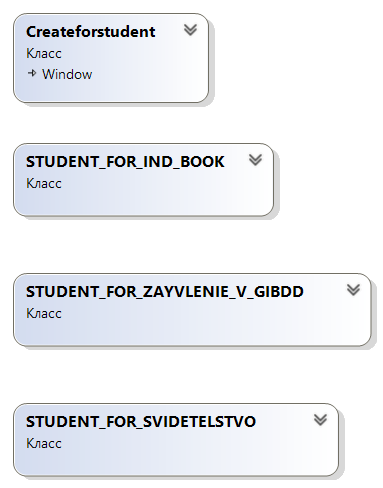 Createforstudent
Класс
Window
STUDENT_FOR_IND_BOOK
Класс
STUDENT_FOR_ZAYVLENIE_V_GIBDD
Класс
STUDENT_FOR_SVIDETELSTVO
Класс